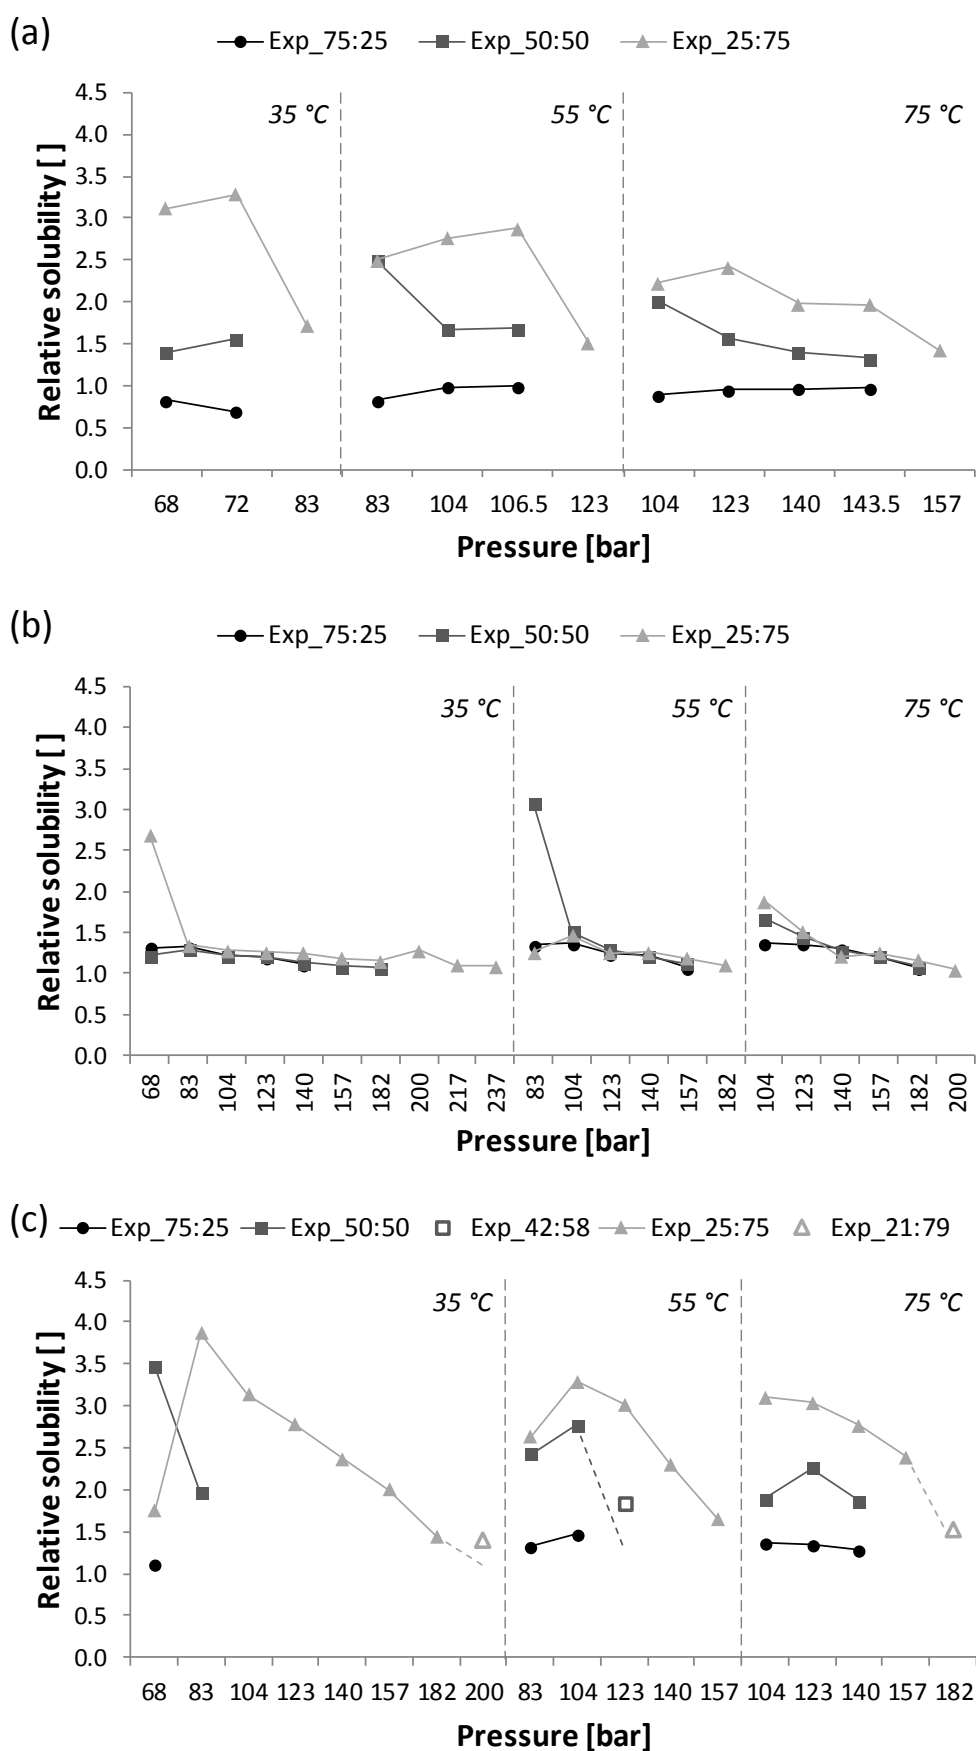 (a)
Exp_75:25 Exp_50:50 Exp_25:75
4.5
4.0
3.5
3.0
2.5
2.0
1.5
1.0
0.5
0.0
Relative solubility [ ]
35 °C 55 °C 75 °C
68 72 83 83 104 106.5 123 104 123 140 143.5 157
Pressure [bar]
(b)
Exp_75:25 Exp_50:50 Exp_25:75
4.5
4.0
3.5
3.0
2.5
2.0
1.5
1.0
0.5
0.0
Relative solubility [ ]
35 °C 55 °C 75 °C
68 83 104 123 140 157 182 200 217 237 83 104 123 140 157 182 104 123 140 157 182 200
Pressure [bar]
(c)
Exp_75:25 Exp_50:50 Exp_42:58 Exp_25:75 Exp_21:79
4.5
4.0
3.5
3.0
2.5
2.0
1.5
1.0
0.5
0.0
Relative solubility [ ]
35 °C 55 °C 75 °C
68 83 104 123 140 157 182 200 83 104 123 140 157 104 123 140 157 182
Pressure [bar]